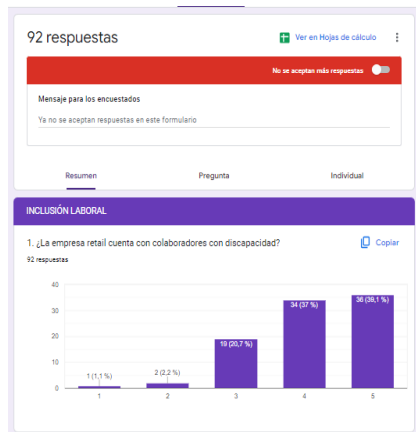 92 respuestas
Ver en Hojas de cálculo
No se aceptan más respuestas
Mensaje para los encuestados
Ya no se aceptan respuestas en este formulario
Resumen Pregunta Individual
INCLUSIÓN LABORAL
1. ¿La empresa retail cuenta con colaboradores con discapacidad?
Copiar
92 respuestas
40
30
20
10
0
1 (1,1 %)
2 (2,2 %)
19 (20,7 %)
34 (37 %)
36 (39,1 %)
1 2 3 4 5